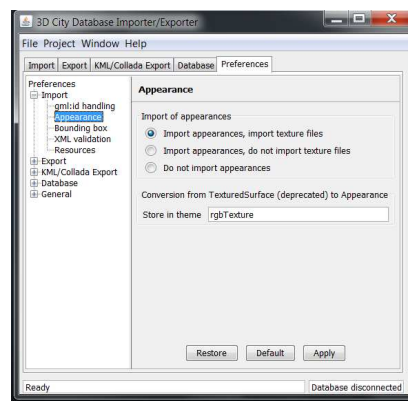 3D City Database Importer/Exporter
File Project Window Help
Import Export KML/Collada Export Database Preferences
Preferences
Import
gml:id handling
Appearance
Bounding box
XML validation
Resources
Export
KML/Collada Export
Database
General
Appearance
Import of appearances
Import appearances, import texture files
Import appearances, do not import texture files
Do not import appearances
Conversion from TexturedSurface (deprecated) to Appearance
Store in theme rgbTexture
Restore Default Apply
Ready Database disconnected